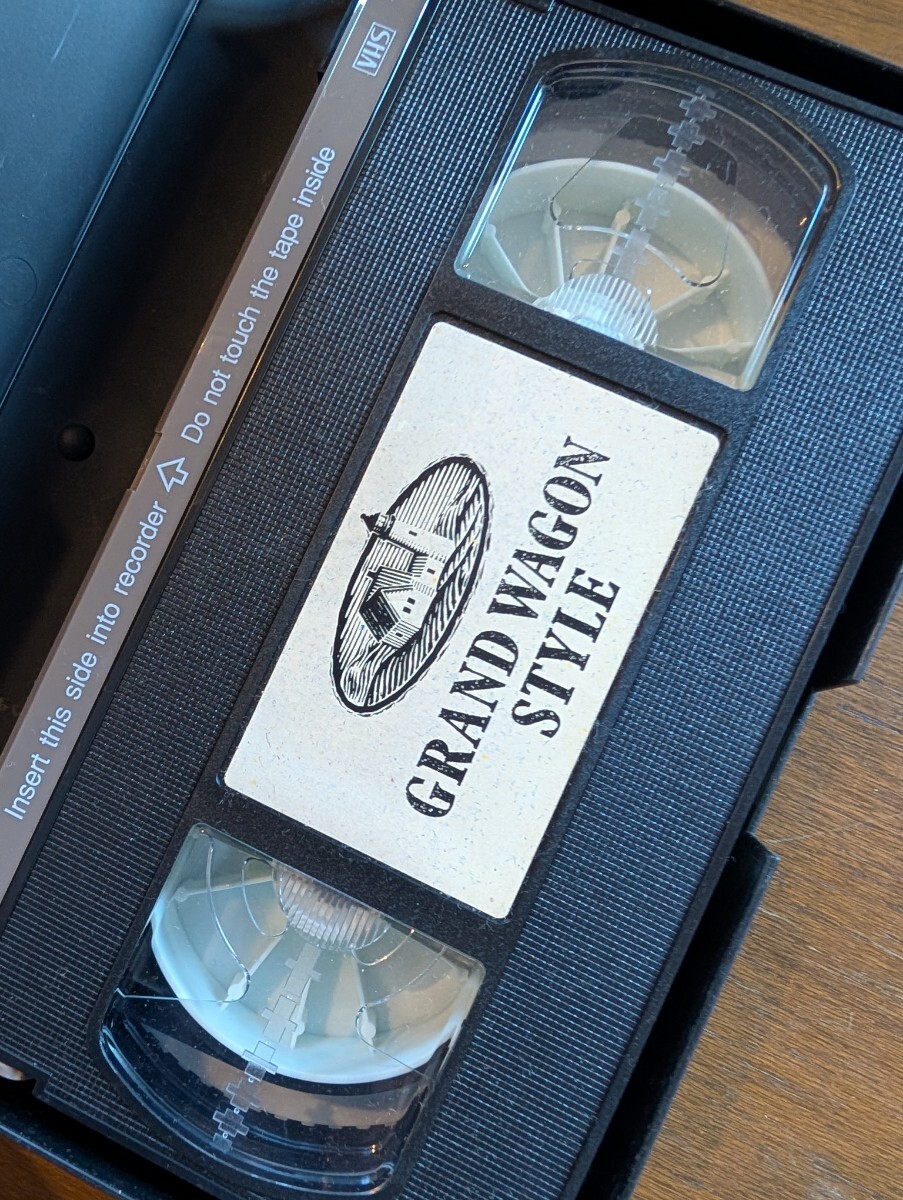 VHS
Insert this side into recorder ⇧ Do not touch the tape inside
GRAND WAGON
STYLE